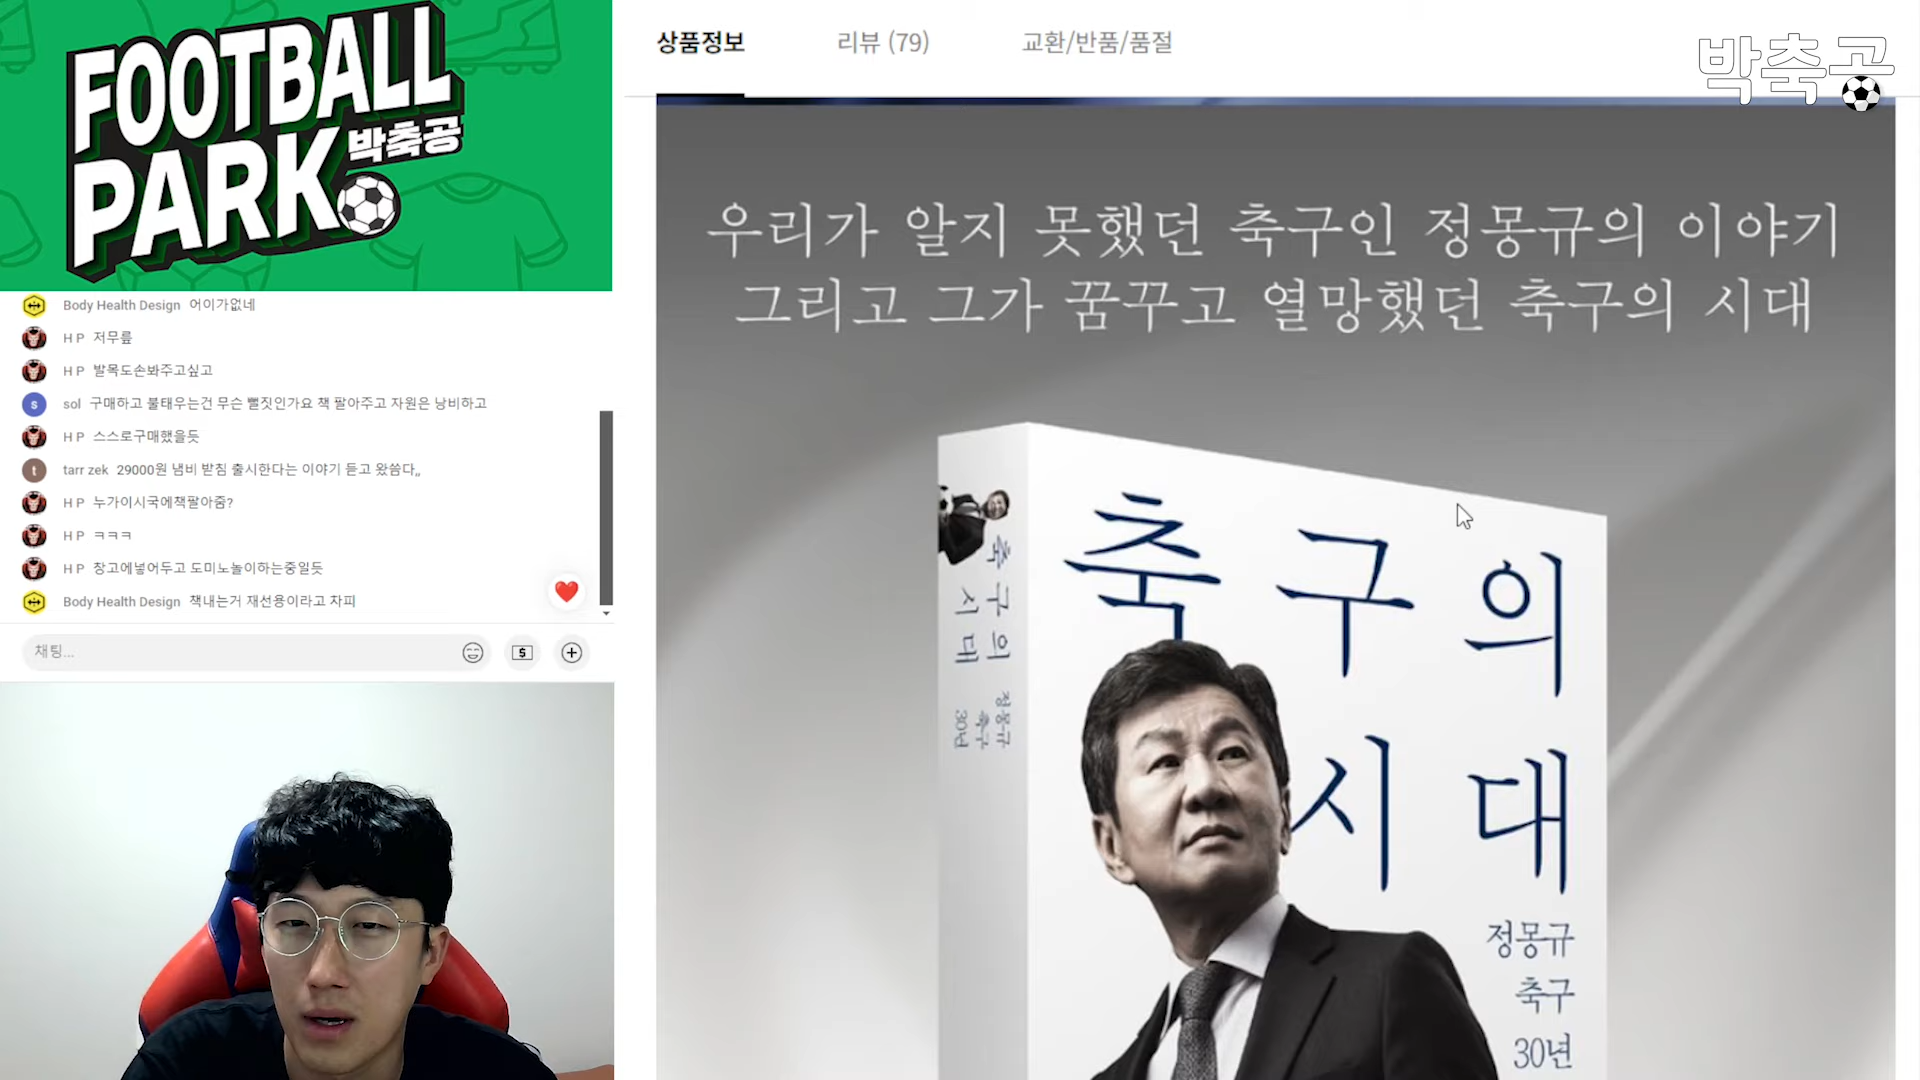 FOOTBALL
PARK 박축공
Body Health Design 어이가없네
H P 저무릎
H P 발목도손봐주고싶고
sol 구매하고 불태우는건 무슨 뻘짓인가요 책 팔아주고 자원은 낭비하고
H P 스스로구매했을듯
tarr zek 29000원 냄비 받침 출시한다는 이야기 듣고 왔씀다,,
H P 누가이시국에책팔아줌?
H P ㅋㅋㅋ
H P 창고에넣어두고 도미노놀이하는중일듯
Body Health Design 책내는거 재선용이라고 차피
채팅...
상품정보 리뷰 (79) 교환/반품/품절
박축공
우리가 알지 못했던 축구인 정몽규의 이야기
그리고 그가 꿈꾸고 열망했던 축구의 시대
축구의 시대
정몽규 축구 30년
축구의
시대
정몽규
축구
30년